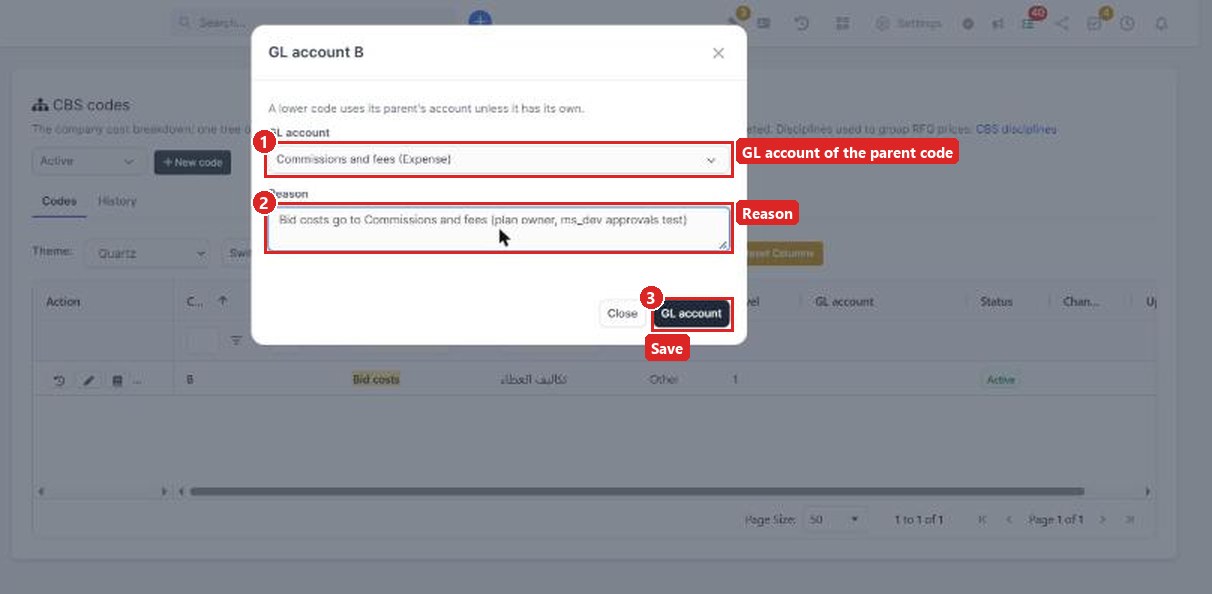 Search...
3
Settings
40
4
GL account B
A lower code uses its parent's account unless it has its own.
CBS codes
The company cost breakdown: one tree
Disciplines used to group RFQ prices. CBS disciplines
GL account
1
Commissions and fees (Expense)
GL account of the parent code
Active
+ New code
Reason
2
Bid costs go to Commissions and fees (plan owner, ms_dev approvals test)
Reason
Codes
History
Theme:
Quartz
Columns
Action
C...
3
Close
GL account
GL account
Status
Chan...
Save
B
Bid costs
تكاليف العطاء
Other
1
Active
Page Size:
50
1 to 1 of 1
Page 1 of 1